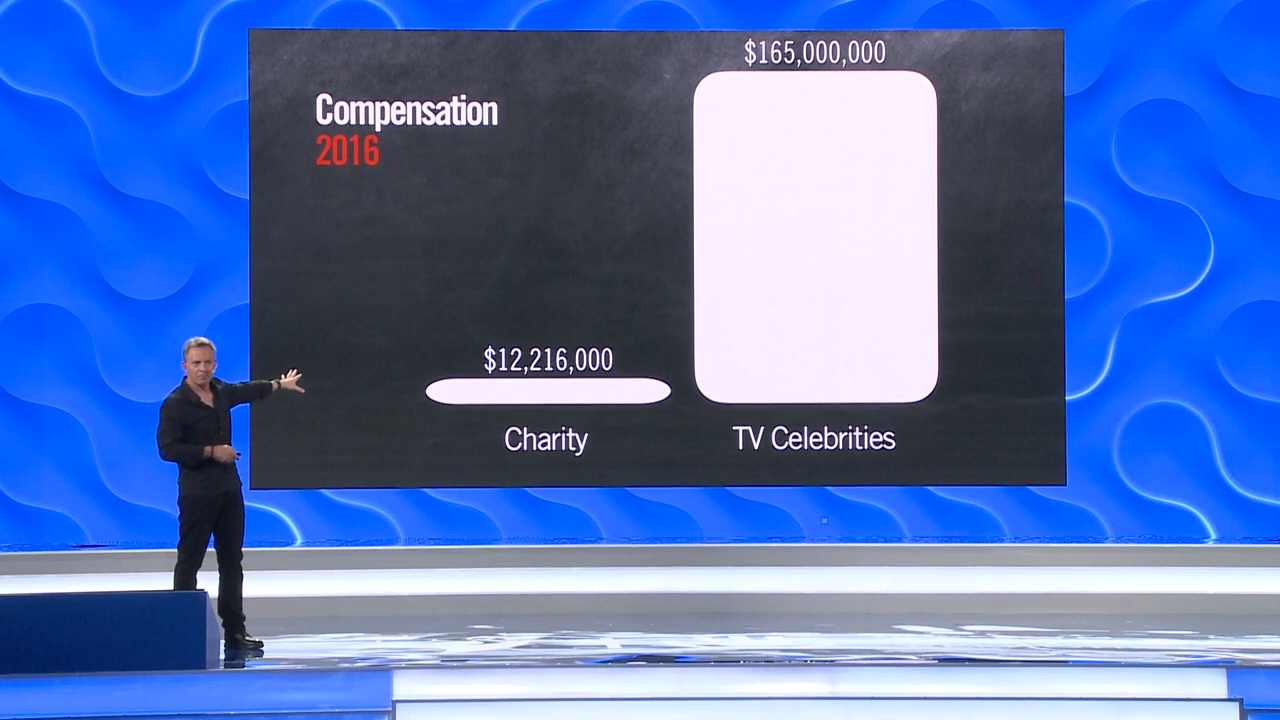 Compensation
2016
$165,000,000
$12,216,000
Charity
TV Celebrities